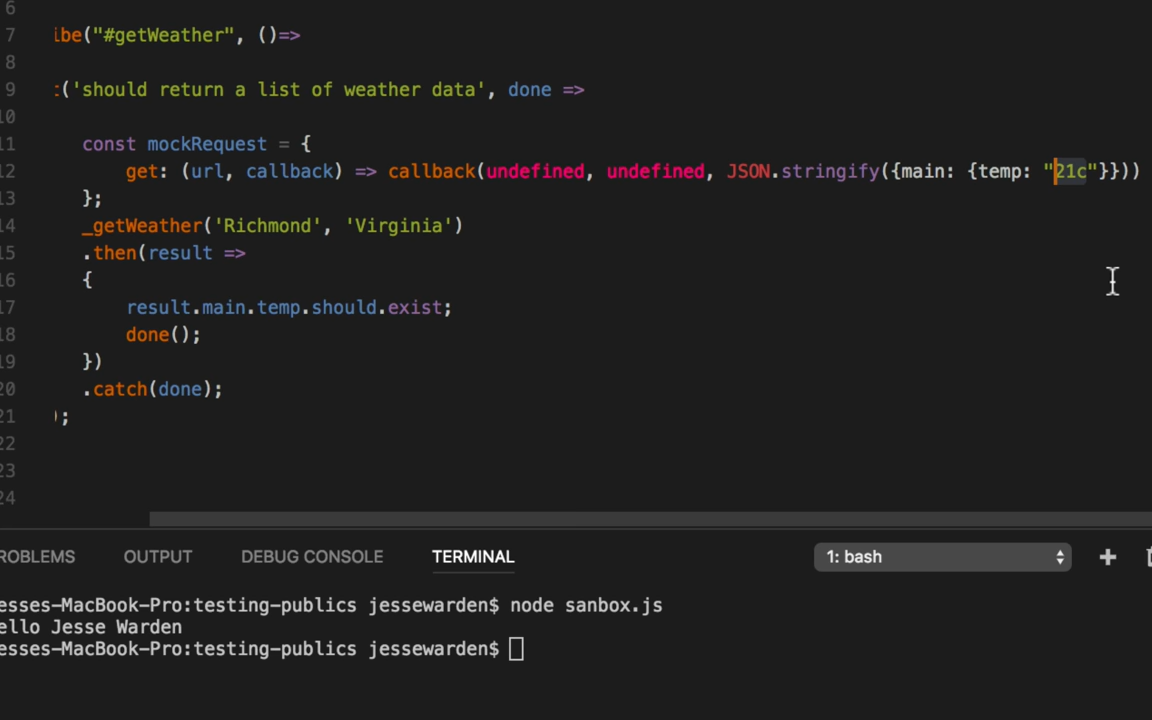 6
7 ibe("#getWeather", ()=>
8
9 :('should return a list of weather data', done =>
10
11 const mockRequest = {
12 get: (url, callback) => callback(undefined, undefined, JSON.stringify({main: {temp: "21c"}}))
13 };
14 _getWeather('Richmond', 'Virginia')
15 .then(result =>
16 {
17 result.main.temp.should.exist;
18 done();
19 })
20 .catch(done);
21 );
22
23
24
ROBLEMS OUTPUT DEBUG CONSOLE TERMINAL 1: bash
esses-MacBook-Pro:testing-publics jessewarden$ node sanbox.js
ello Jesse Warden
esses-MacBook-Pro:testing-publics jessewarden$